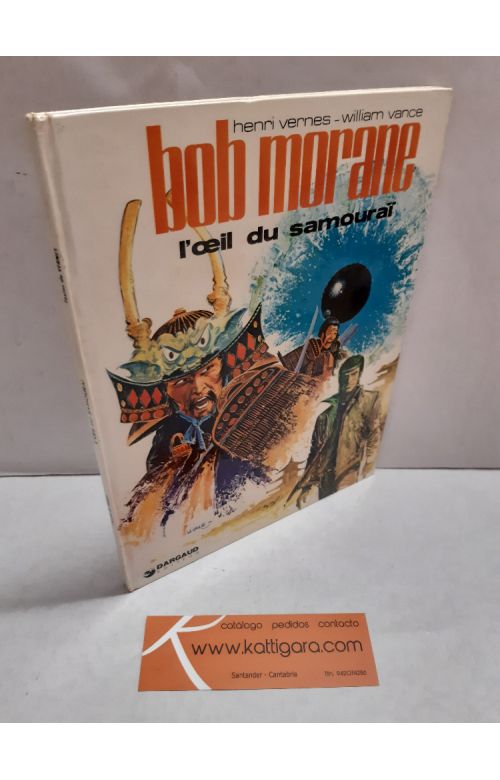 henri vernes - william vance
bob morane
l'œil du samouraï
DARGAUD
catálogo pedidos contacto
www.kattigara.com
Santander - Cantabria